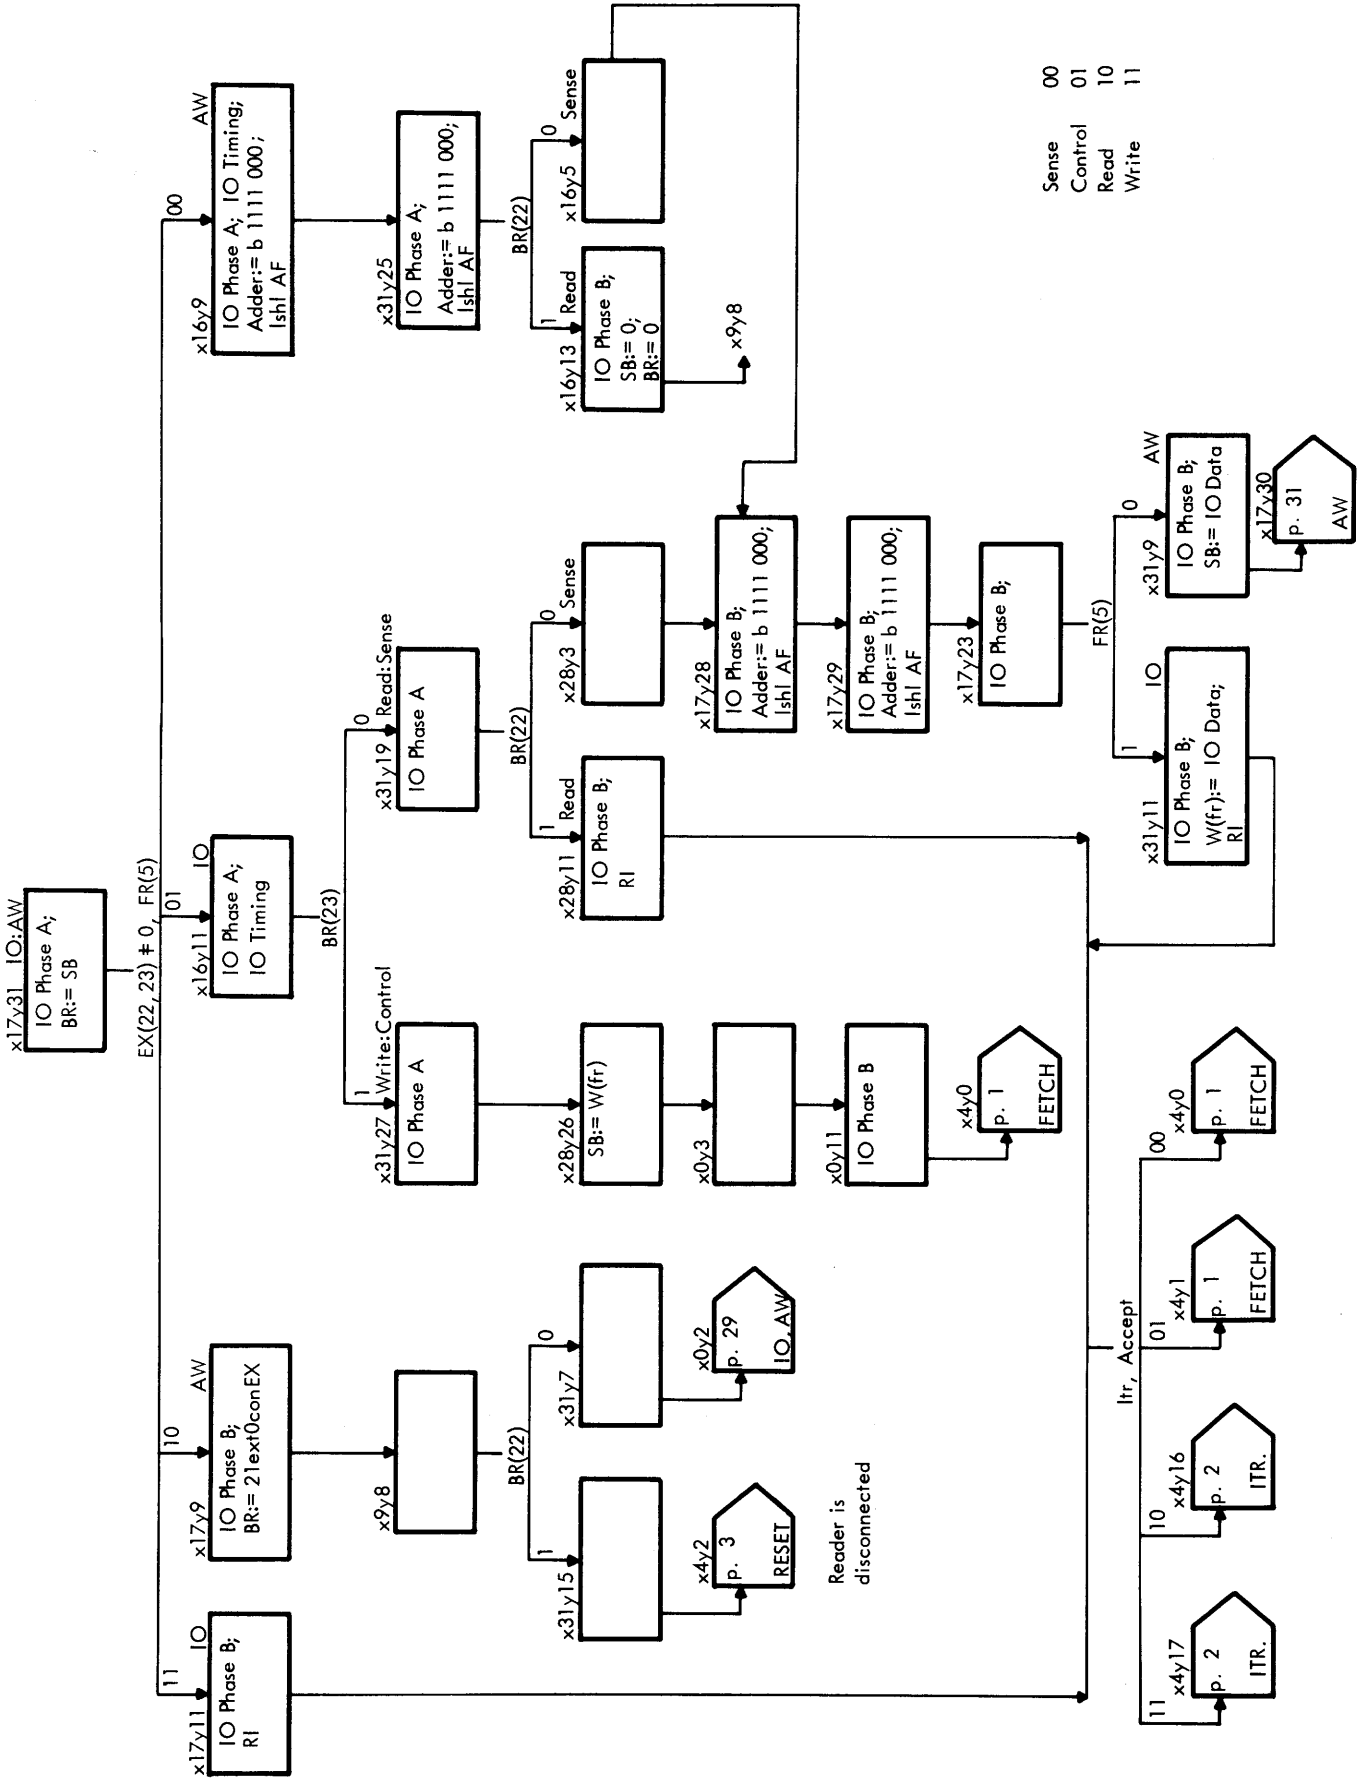 x17y31 IO:AW
IO Phase A;
BR:= SB
EX(22,23) ≠ 0, FR(5)
11
x17y11 IO
IO Phase B;
RI
10
x17y9 AW
IO Phase B;
BR:= 21ext0conEX
x9y8
BR(22)
1
x31y15
x4y2
p. 3
RESET
Reader is
disconnected
0
x31y7
x0y2
p. 29
IO, AW
01
x16y11 IO
IO Phase A;
IO Timing
BR(23)
1 Write:Control
x31y27
IO Phase A
x28y26
SB:= W(fr)
x0y3
x0y11
IO Phase B
x4y0
p. 1
FETCH
0 Read:Sense
x31y19
IO Phase A
BR(22)
1 Read
x28y11
IO Phase B;
RI
0 Sense
x28y3
x17y28
IO Phase B;
Adder:= b 1111 000;
lshl AF
x17y29
IO Phase B;
Adder:= b 1111 000;
lshl AF
x17y23
IO Phase B;
FR(5)
1
x31y11 IO
IO Phase B;
W(fr):= IO Data;
RI
0
x31y9 AW
IO Phase B;
SB:= IO Data
x17y30
p. 31
AW
00
x16y9 AW
IO Phase A; IO Timing;
Adder:= b 1111 000;
lshl AF
x31y25
IO Phase A;
Adder:= b 1111 000;
lshl AF
BR(22)
1 Read
x16y13
IO Phase B;
SB:= 0;
BR:= 0
x9y8
0 Sense
x16y5
Itr, Accept
11
x4y17
p. 2
ITR.
10
x4y16
p. 2
ITR.
01
x4y1
p. 1
FETCH
00
x4y0
p. 1
FETCH
Sense 00
Control 01
Read 10
Write 11